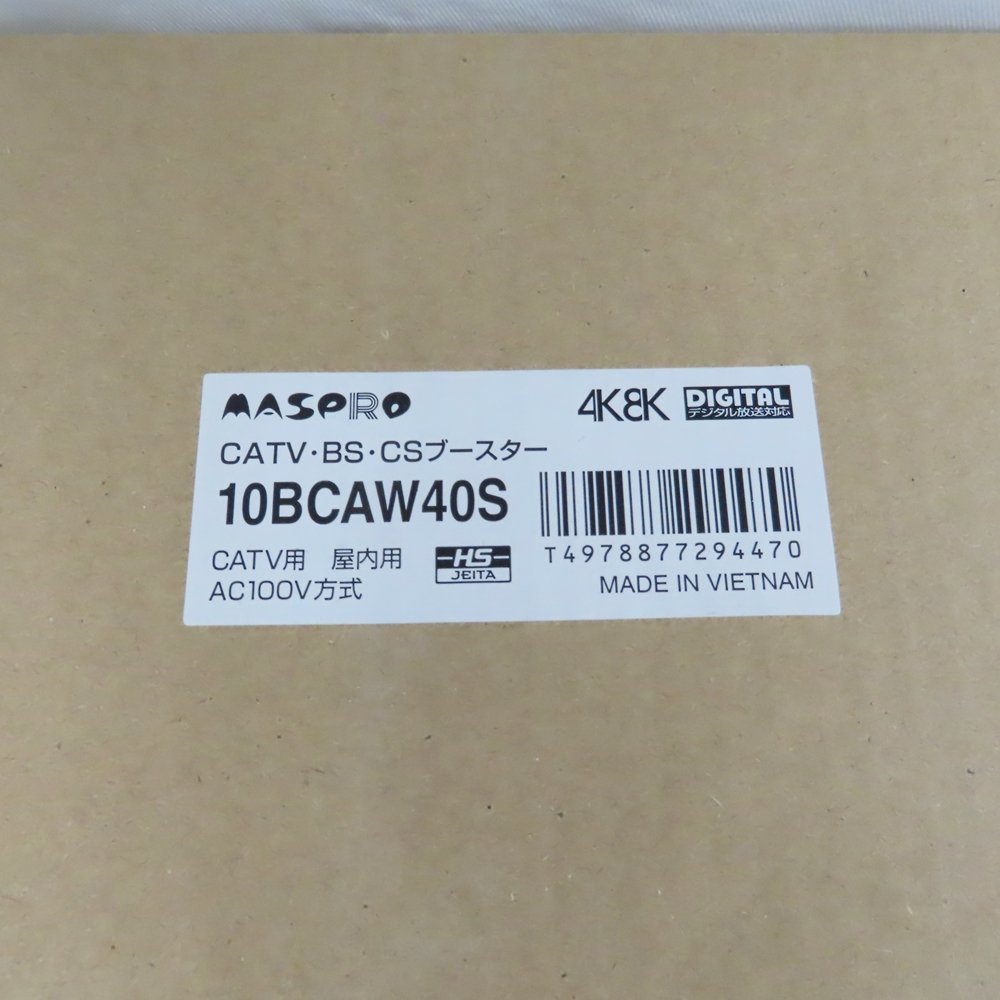 MASPRO 4K8K DIGITAL
デジタル放送対応
CATV・BS・CSブースター
10BCAW40S
T4978877294470
CATV用 屋内用 HS
JEITA
AC100V方式 MADE IN VIETNAM